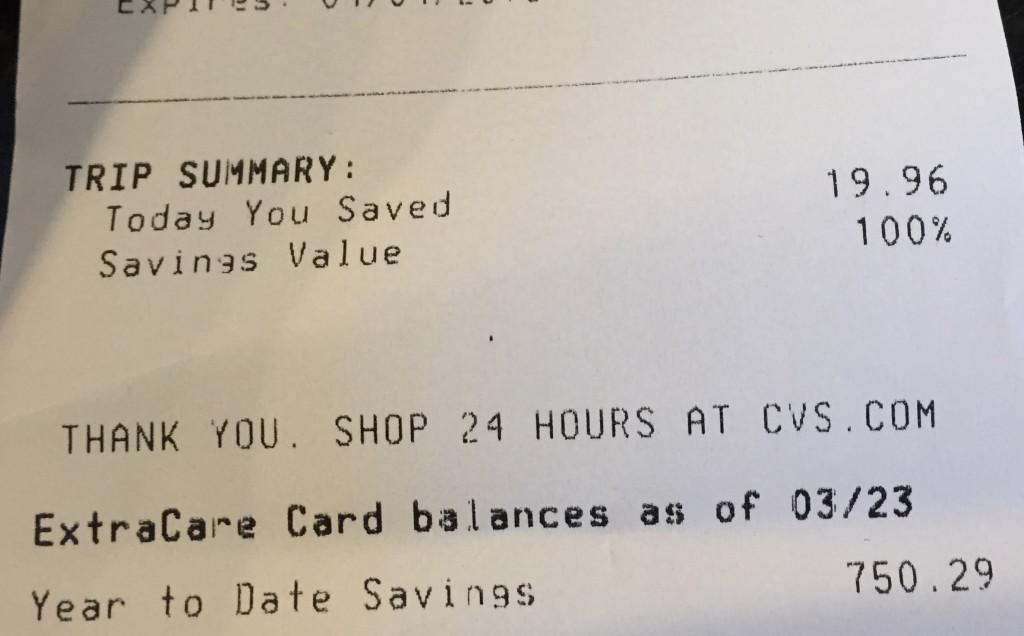 Expires:
TRIP SUMMARY:
Today You Saved 19.96
Savings Value 100%
THANK YOU. SHOP 24 HOURS AT CVS.COM
ExtraCare Card balances as of 03/23
Year to Date Savings 750.29